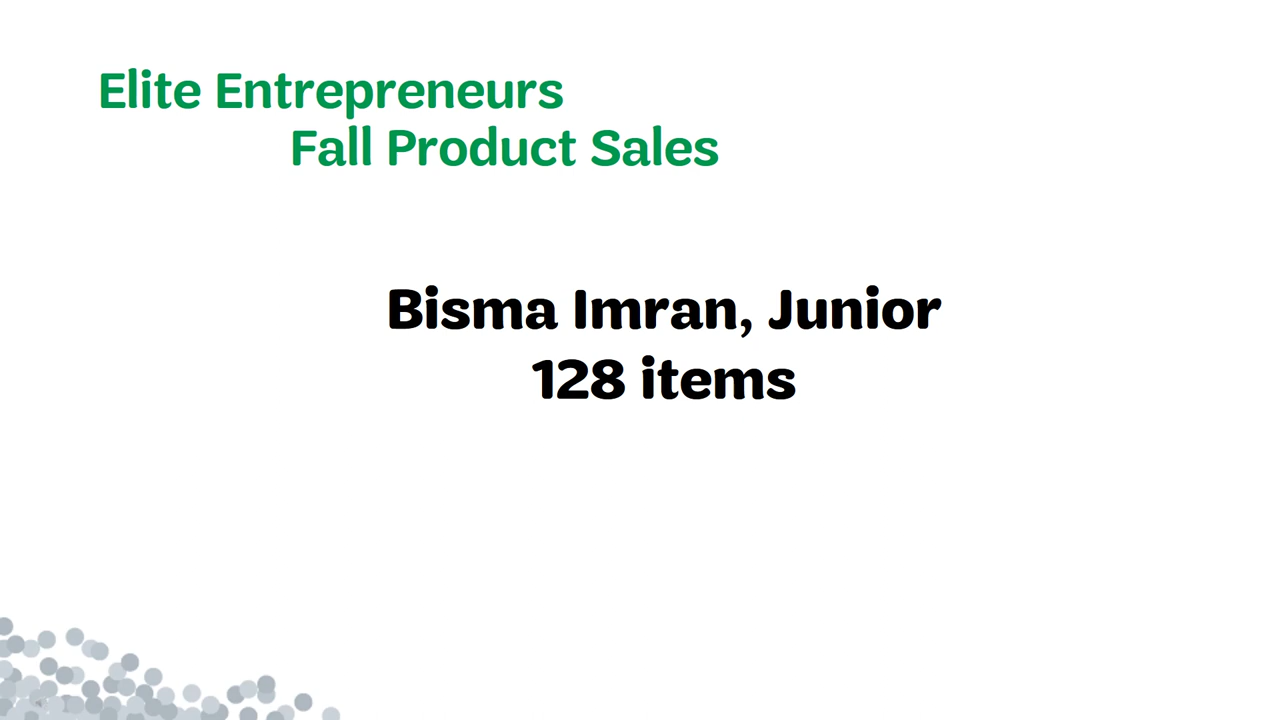 Elite Entrepreneurs
Fall Product Sales
Bisma Imran, Junior
128 items